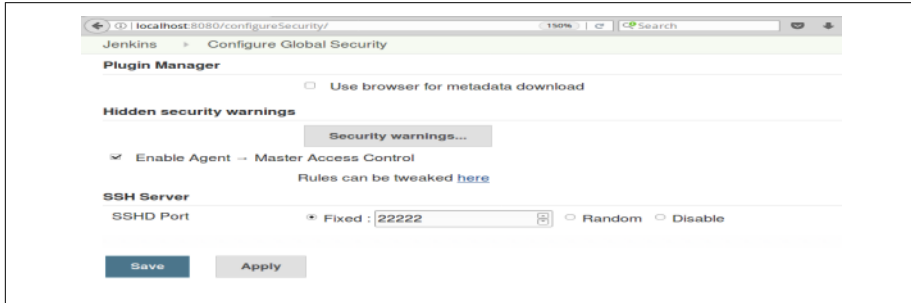 localhost:8080/configureSecurity/ 150% Search
Jenkins Configure Global Security
Plugin Manager
Use browser for metadata download
Hidden security warnings
Security warnings...
Enable Agent → Master Access Control
Rules can be tweaked here
SSH Server
SSHD Port Fixed : 22222 Random Disable
Save Apply